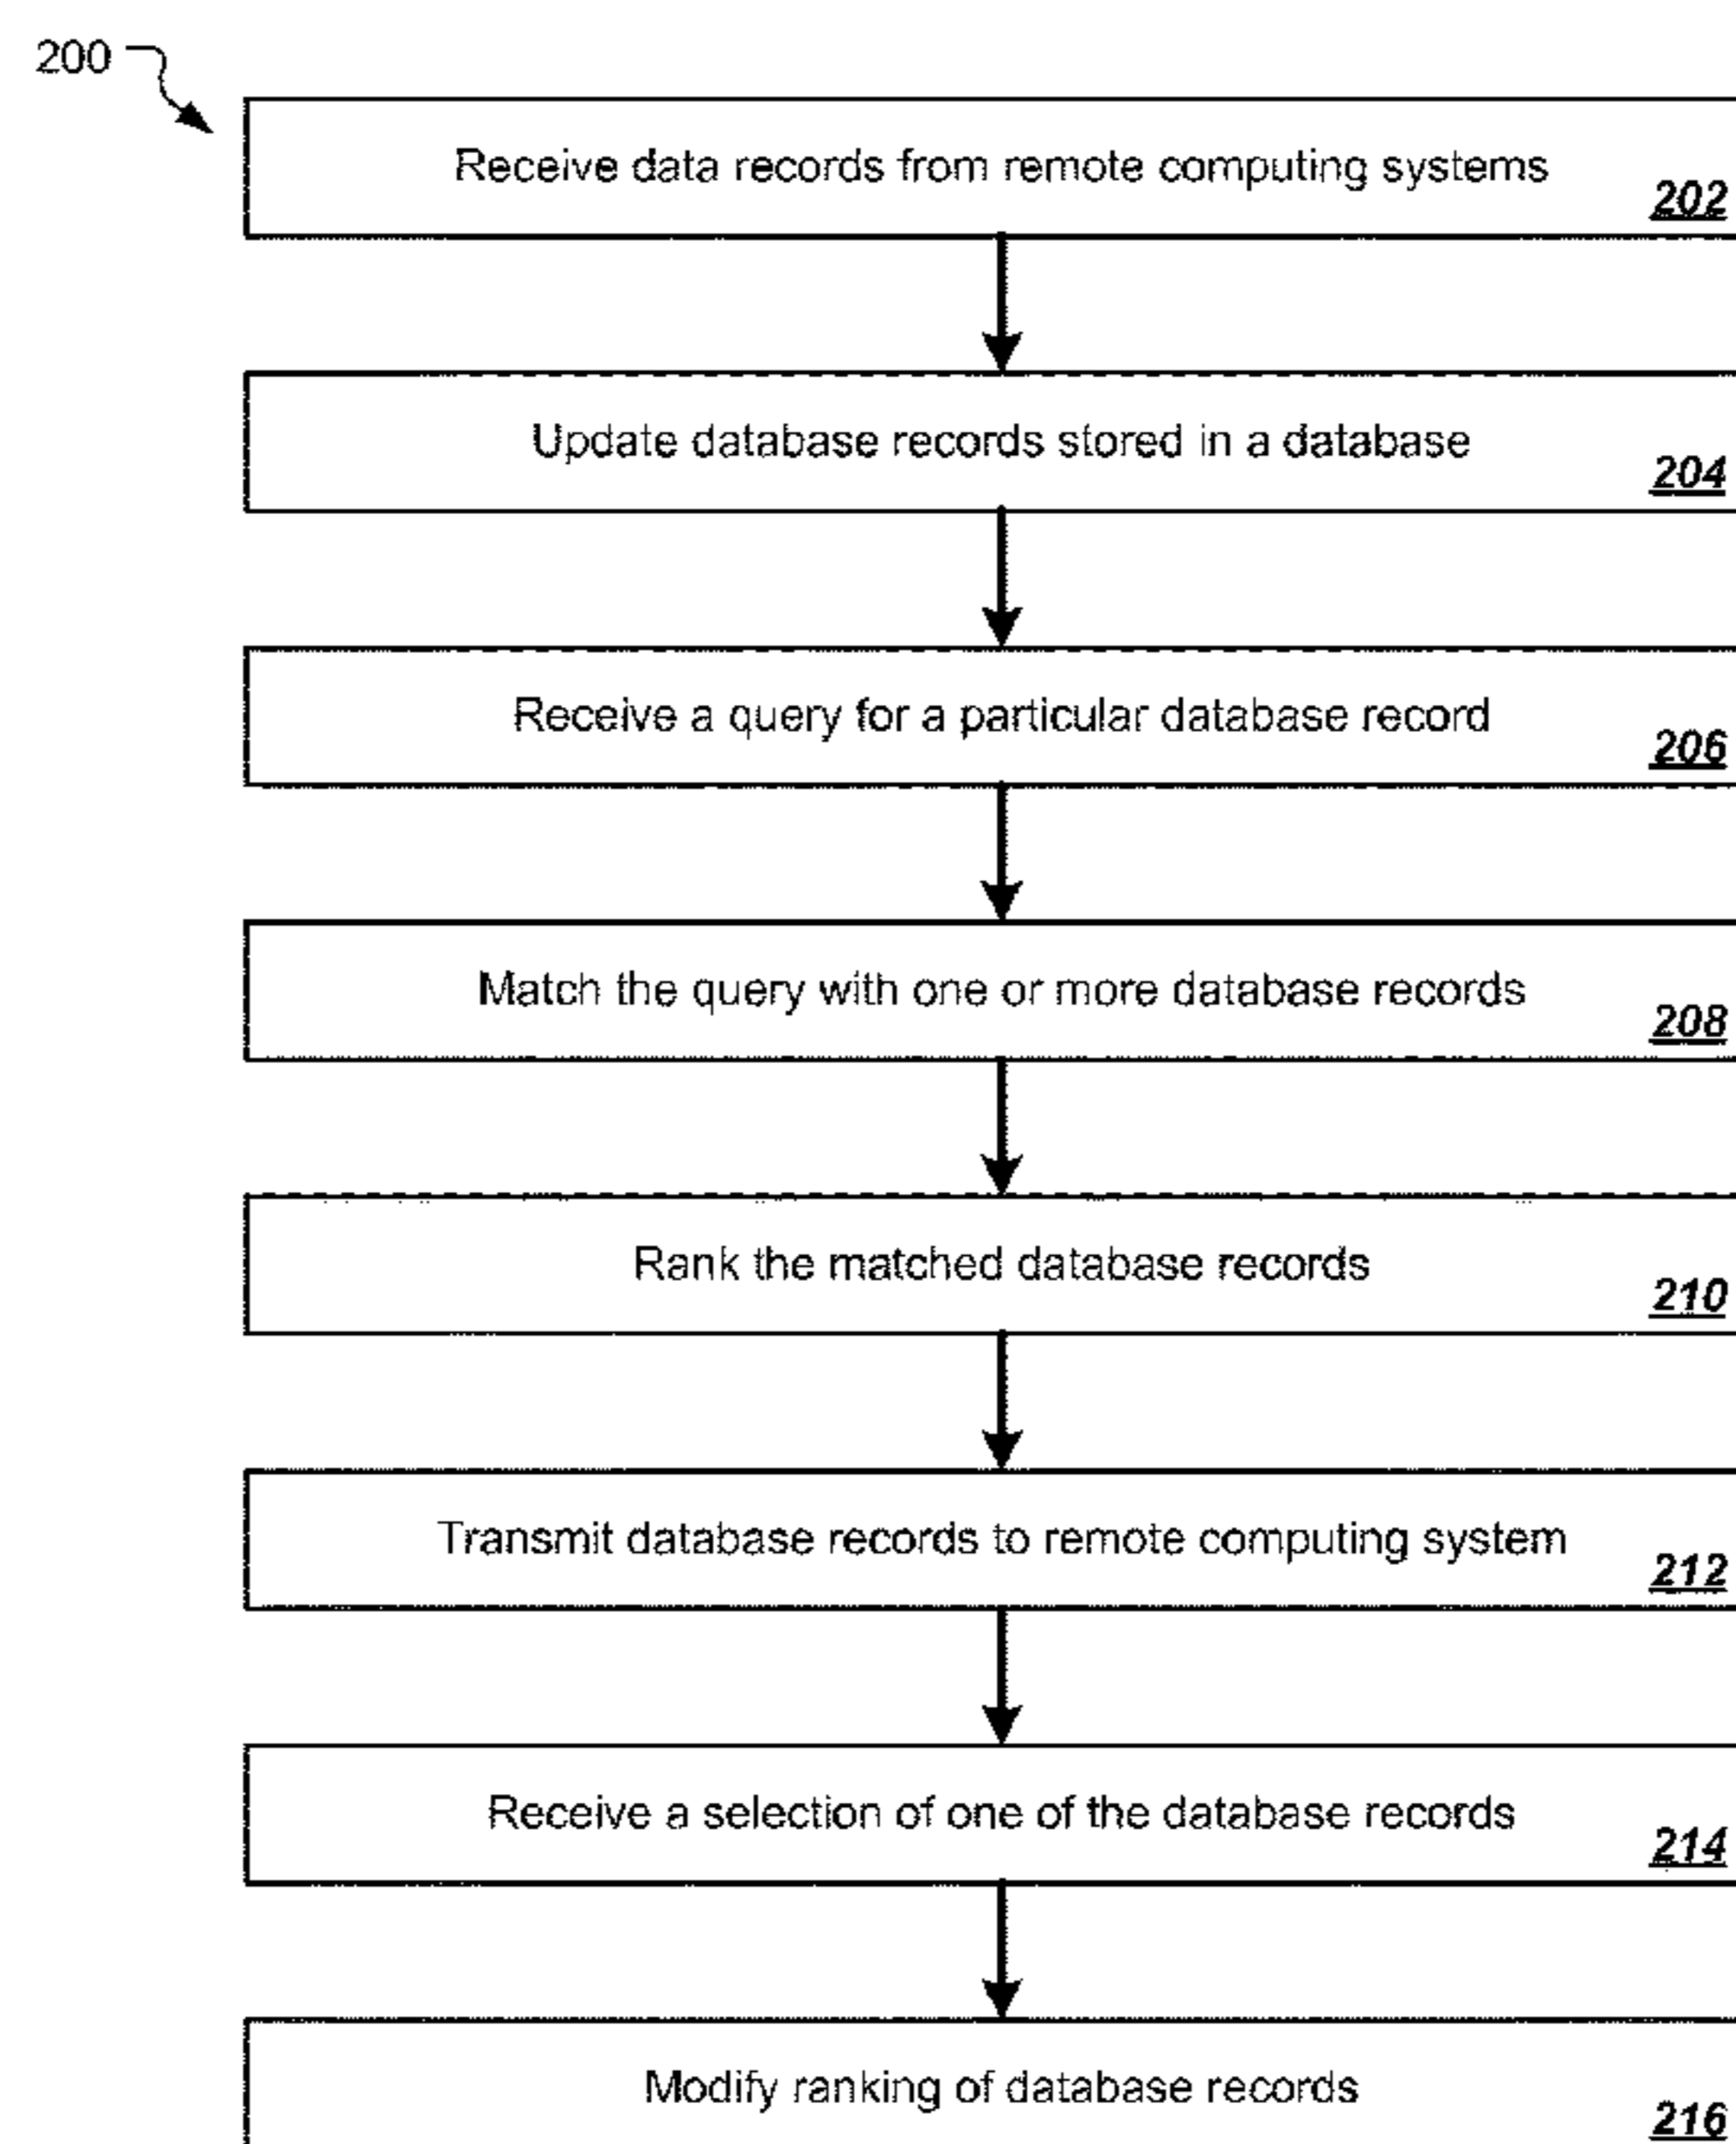 200
Receive data records from remote computing systems
202
Update database records stored in a database
204
Receive a query for a particular database record
206
Match the query with one or more database records
208
Rank the matched database records
210
Transmit database records to remote computing system
212
Receive a selection of one of the database records
214
Modify ranking of database records
216